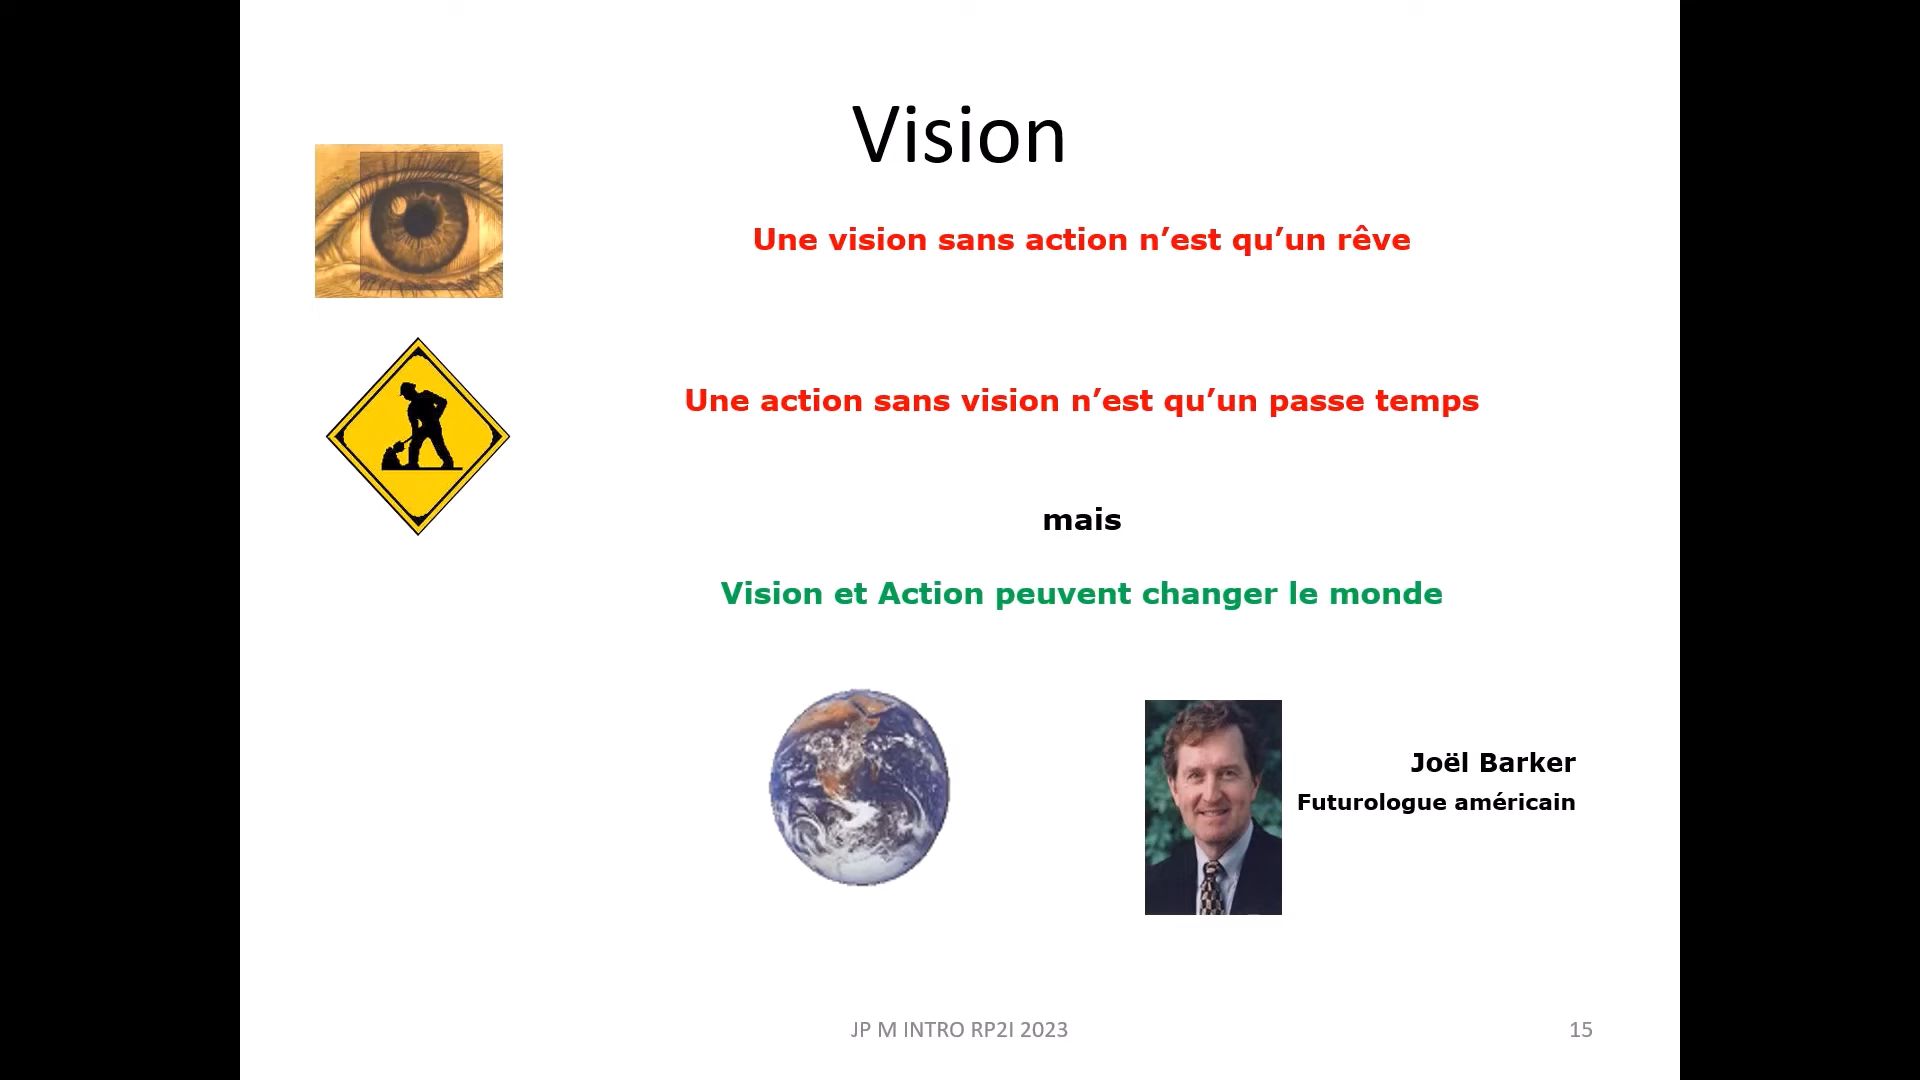 Vision
Une vision sans action n’est qu’un rêve
Une action sans vision n’est qu’un passe temps
mais
Vision et Action peuvent changer le monde
Joël Barker
Futurologue américain
JP M INTRO RP2I 2023
15